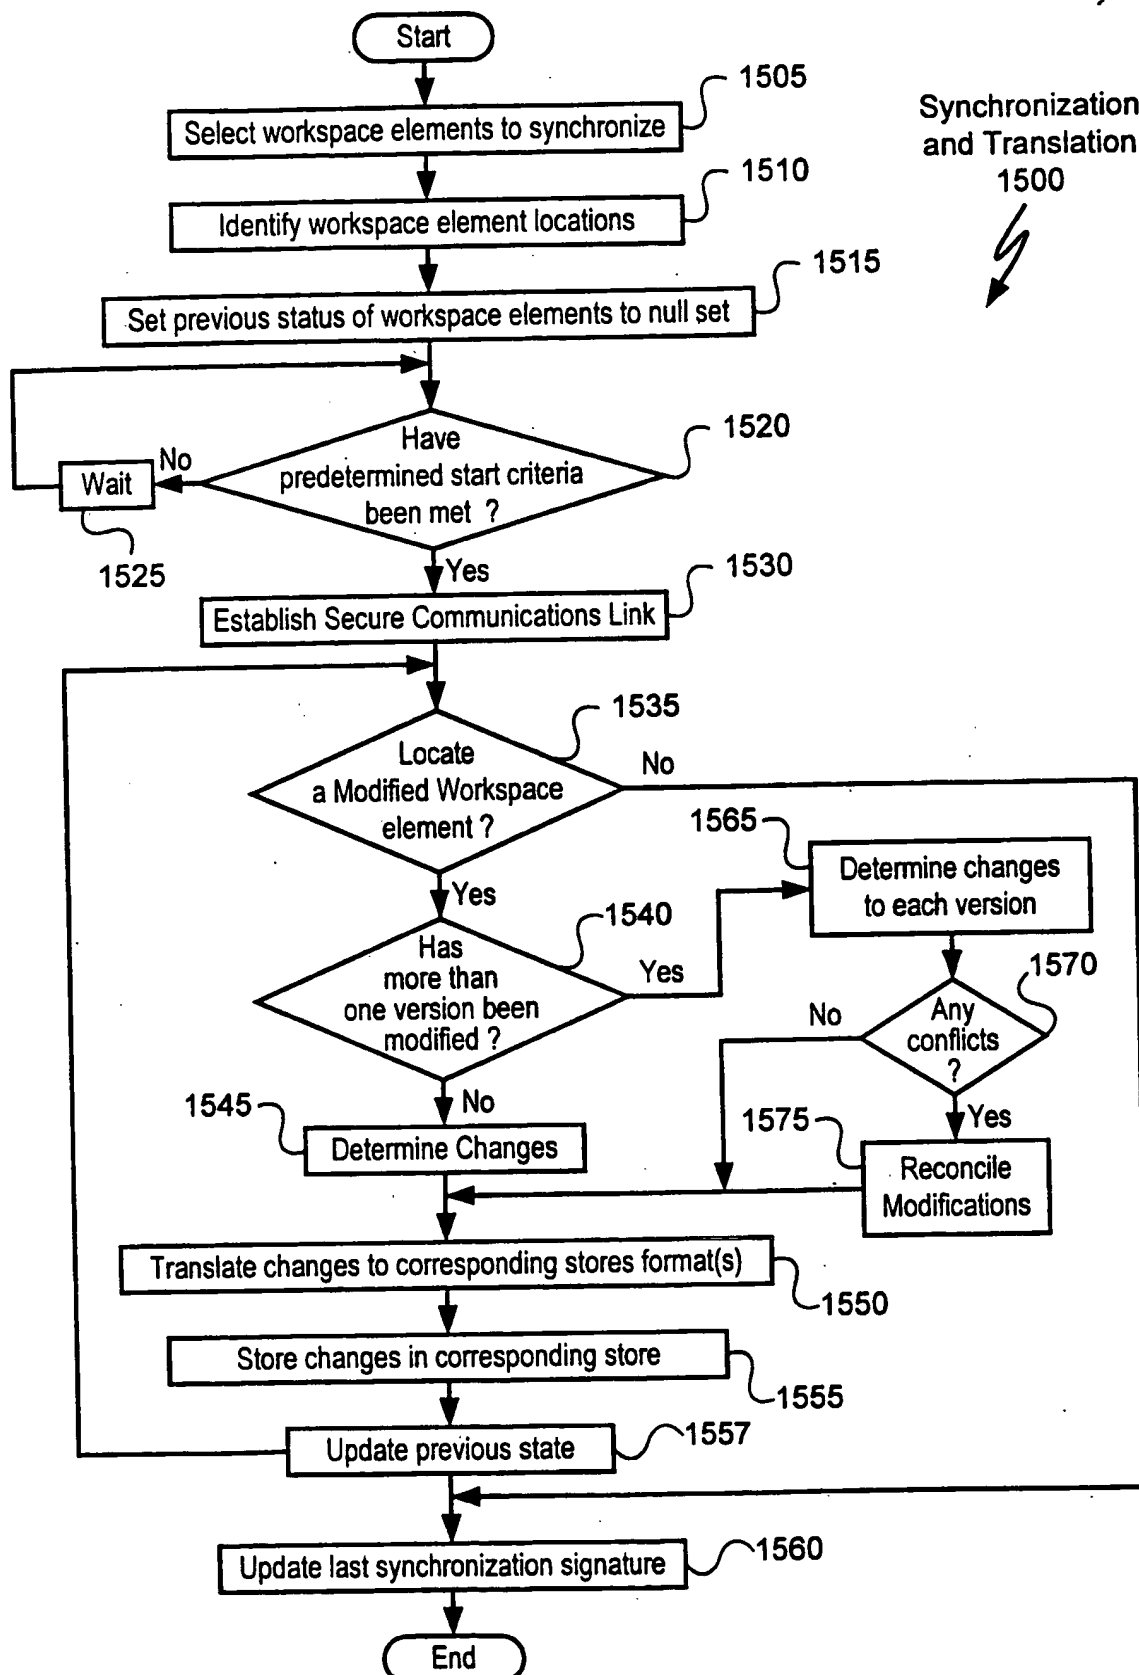 Start
1505
Select workspace elements to synchronize
Synchronization
and Translation
1500
1510
Identify workspace element locations
1515
Set previous status of workspace elements to null set
1520
Have
predetermined start criteria
been met ?
No
Wait
1525
Yes
1530
Establish Secure Communications Link
1535
Locate
a Modified Workspace
element ?
No
Yes
1565
Determine changes
to each version
1540
Has
more than
one version been
modified ?
Yes
1570
Any
conflicts
?
No
Yes
No
1545
Determine Changes
1575
Reconcile
Modifications
Translate changes to corresponding stores format(s)
1550
Store changes in corresponding store
1555
Update previous state
1557
Update last synchronization signature
1560
End